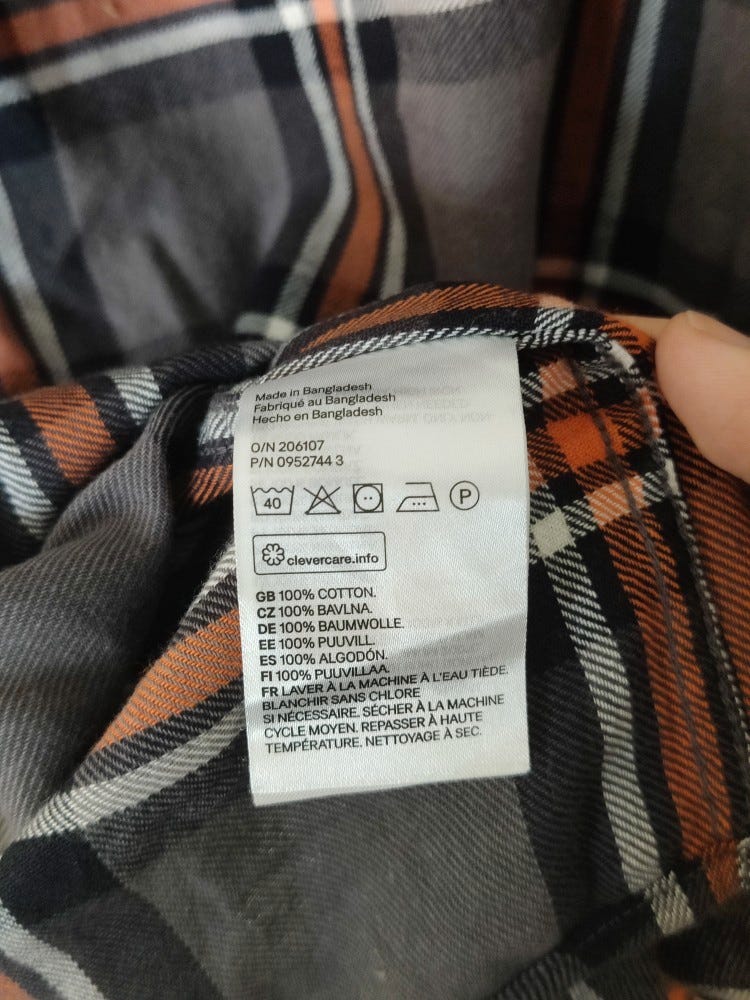 Made in Bangladesh
Fabriqué au Bangladesh
Hecho en Bangladesh
O/N 206107
P/N 0952744 3
40 P
clevercare.info
GB 100% COTTON.
CZ 100% BAVLNA.
DE 100% BAUMWOLLE.
EE 100% PUUVILL.
ES 100% ALGODÓN.
FI 100% PUUVILLAA.
FR LAVER À LA MACHINE À L'EAU TIÈDE.
BLANCHIR SANS CHLORE
SI NÉCESSAIRE. SÉCHER À LA MACHINE
CYCLE MOYEN. REPASSER À HAUTE
TEMPÉRATURE. NETTOYAGE À SEC.